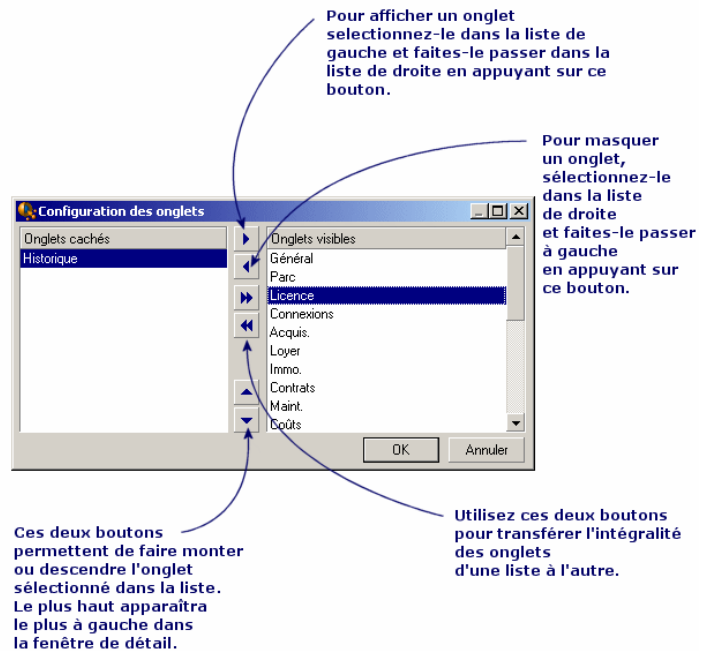 Pour afficher un onglet
selectionnez-le dans la liste de
gauche et faites-le passer dans la
liste de droite en appuyant sur ce
bouton.
Pour masquer
un onglet,
sélectionnez-le
dans la liste
de droite
et faites-le passer
à gauche
en appuyant sur
ce bouton.
Configuration des onglets
Onglets cachés
Historique
Onglets visibles
Général
Parc
Licence
Connexions
Acquis.
Loyer
Immo.
Contrats
Maint.
Coûts
OK
Annuler
Ces deux boutons
permettent de faire monter
ou descendre l'onglet
sélectionné dans la liste.
Le plus haut apparaîtra
le plus à gauche dans
la fenêtre de détail.
Utilisez ces deux boutons
pour transférer l'intégralité
des onglets
d'une liste à l'autre.